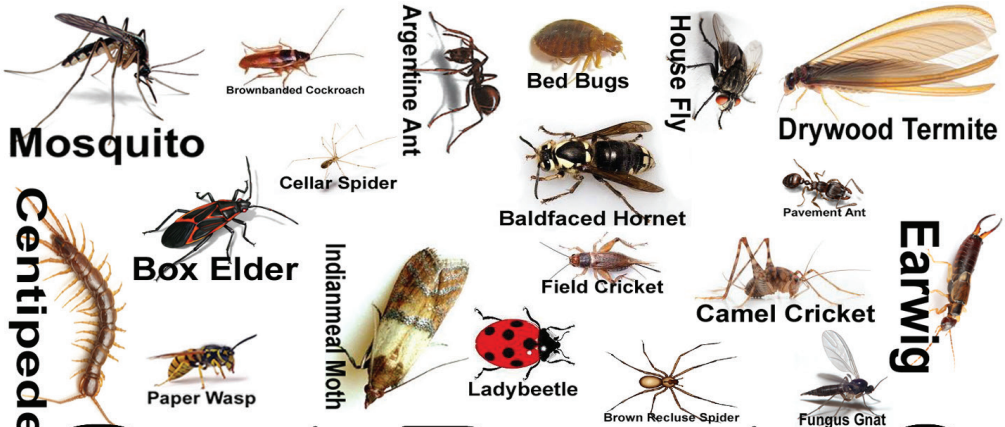 Mosquito
Brownbanded Cockroach
Argentine Ant
Bed Bugs
House Fly
Drywood Termite
Cellar Spider
Baldfaced Hornet
Pavement Ant
Centipede
Box Elder
Indianmeal Moth
Field Cricket
Camel Cricket
Earwig
Paper Wasp
Ladybeetle
Brown Recluse Spider
Fungus Gnat